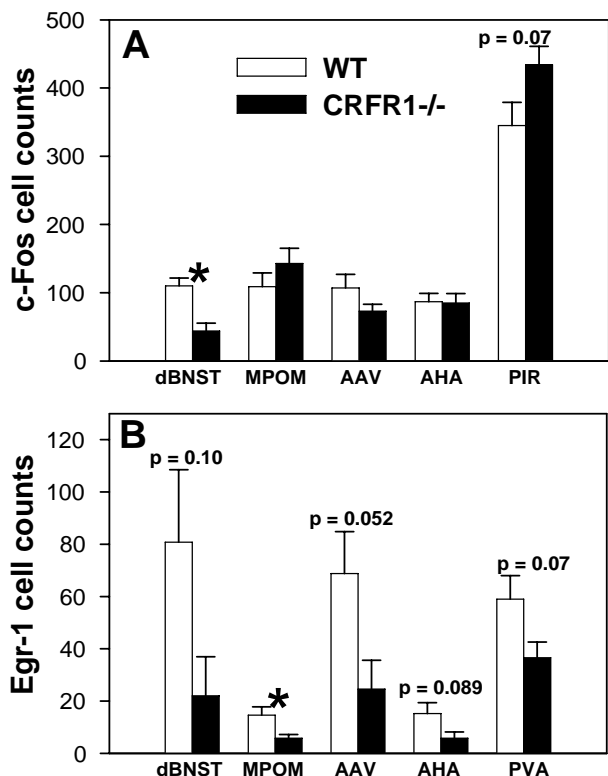 A
p = 0.07
WT
CRFR1-/-
c-Fos cell counts
500
400
300
200
100
0
*
dBNST MPOM AAV AHA PIR
B
p = 0.10
p = 0.052
p = 0.07
p = 0.089
*
Egr-1 cell counts
120
100
80
60
40
20
0
dBNST MPOM AAV AHA PVA